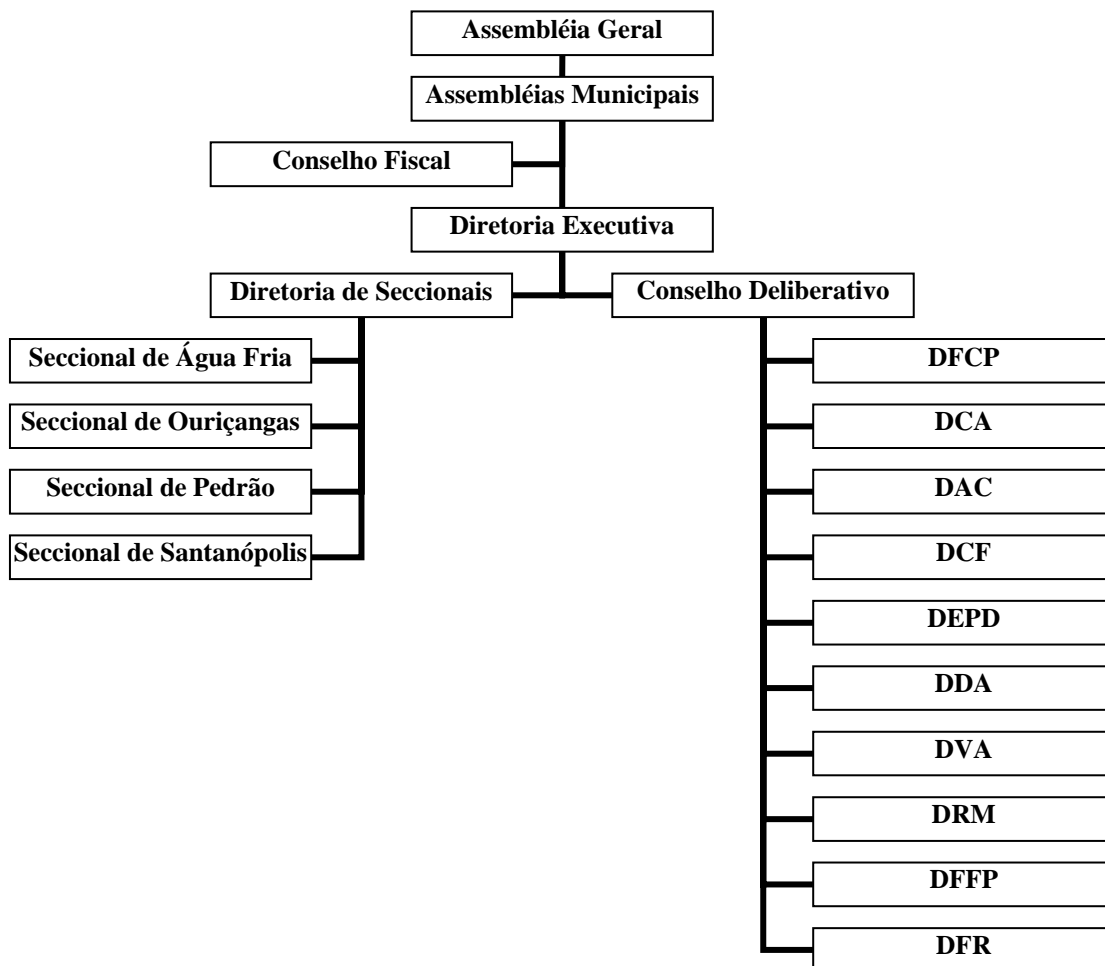 Assembléia Geral
Assembléias Municipais
Conselho Fiscal
Diretoria Executiva
Diretoria de Seccionais
Conselho Deliberativo
Seccional de Água Fria
Seccional de Ouriçangas
Seccional de Pedrão
Seccional de Santanópolis
DFCP
DCA
DAC
DCF
DEPD
DDA
DVA
DRM
DFFP
DFR